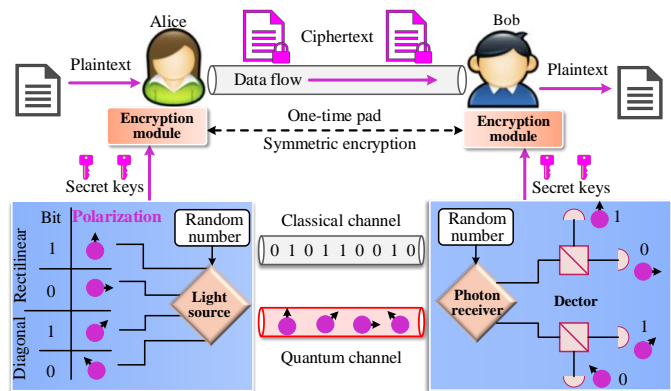 Alice
Ciphertext
Bob
Plaintext
Data flow
Plaintext
Encryption
module
One-time pad
Symmetric encryption
Encryption
module
Secret keys
Secret keys
Bit
Polarization
Random
number
Classical channel
Random
number
Rectilinear
Diagonal
1
0
1
0
Light
source
0 1 0 1 1 0 0 1 0
Quantum channel
Photon
receiver
Dector
1
0
1
0